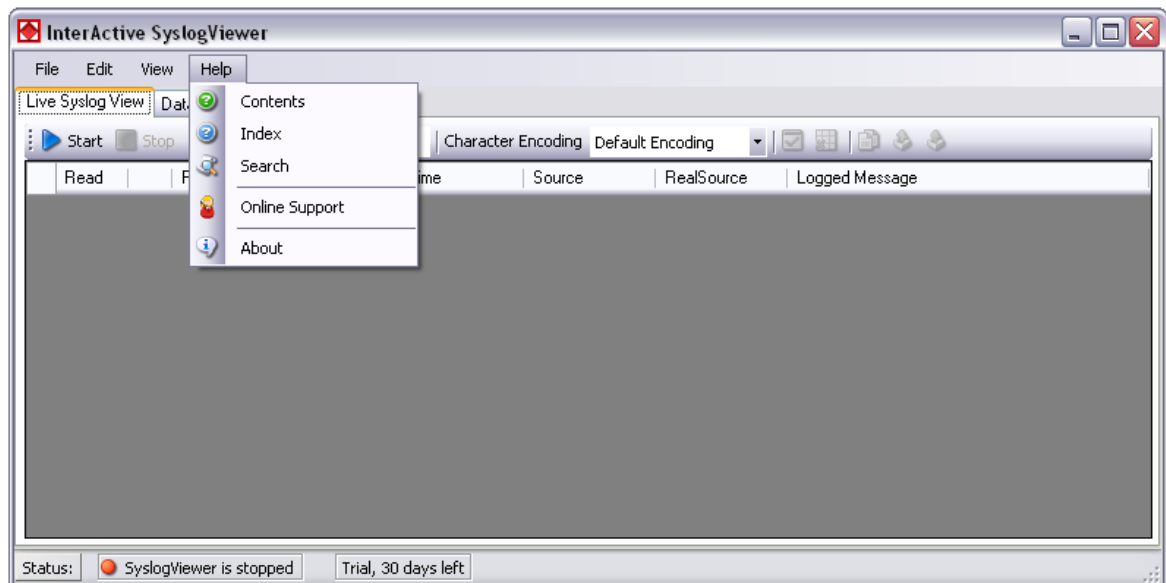 InterActive SyslogViewer
File Edit View Help
Live Syslog View
Contents
Index
Search
Online Support
About
Start Stop Character Encoding Default Encoding
Read Source RealSource Logged Message
Status: SyslogViewer is stopped Trial, 30 days left